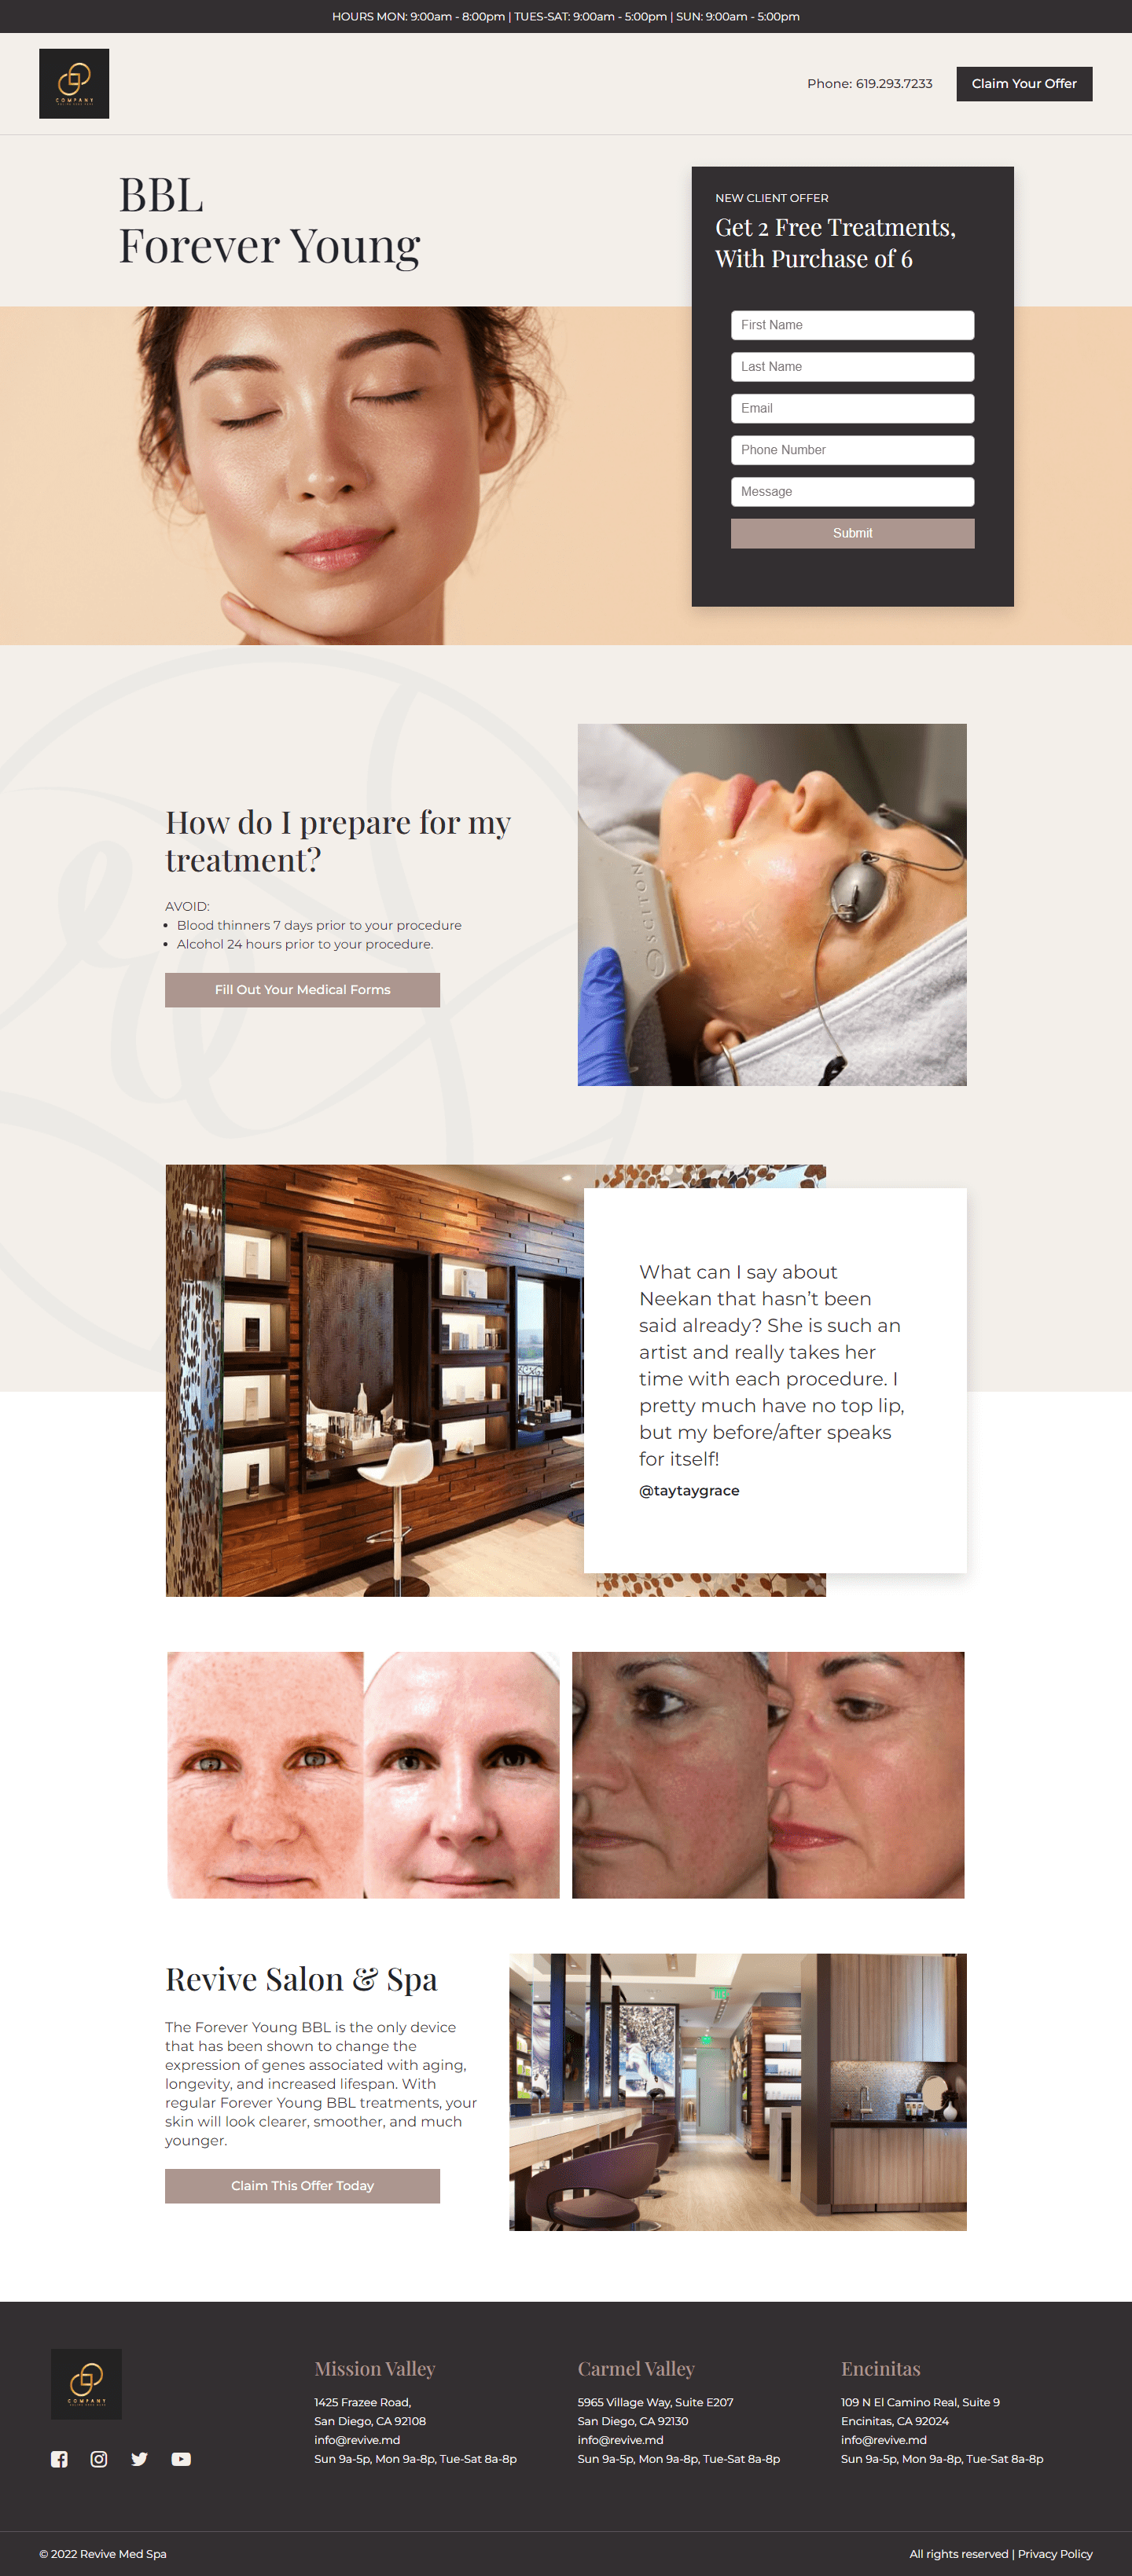 HOURS MON: 9:00am - 8:00pm | TUES-SAT: 9:00am - 5:00pm | SUN: 9:00am - 5:00pm
COMPANY
Phone: 619.293.7233
Claim Your Offer
BBL
Forever Young
NEW CLIENT OFFER
Get 2 Free Treatments,
With Purchase of 6
First Name
Last Name
Email
Phone Number
Message
Submit
How do I prepare for my
treatment?
AVOID:
• Blood thinners 7 days prior to your procedure
• Alcohol 24 hours prior to your procedure.
Fill Out Your Medical Forms
SCITON
What can I say about
Neekan that hasn’t been
said already? She is such an
artist and really takes her
time with each procedure. I
pretty much have no top lip,
but my before/after speaks
for itself!
@taytaygrace
Revive Salon & Spa
The Forever Young BBL is the only device
that has been shown to change the
expression of genes associated with aging,
longevity, and increased lifespan. With
regular Forever Young BBL treatments, your
skin will look clearer, smoother, and much
younger.
Claim This Offer Today
COMPANY
Mission Valley
1425 Frazee Road,
San Diego, CA 92108
info@revive.md
Sun 9a-5p, Mon 9a-8p, Tue-Sat 8a-8p
Carmel Valley
5965 Village Way, Suite E207
San Diego, CA 92130
info@revive.md
Sun 9a-5p, Mon 9a-8p, Tue-Sat 8a-8p
Encinitas
109 N El Camino Real, Suite 9
Encinitas, CA 92024
info@revive.md
Sun 9a-5p, Mon 9a-8p, Tue-Sat 8a-8p
© 2022 Revive Med Spa
All rights reserved | Privacy Policy